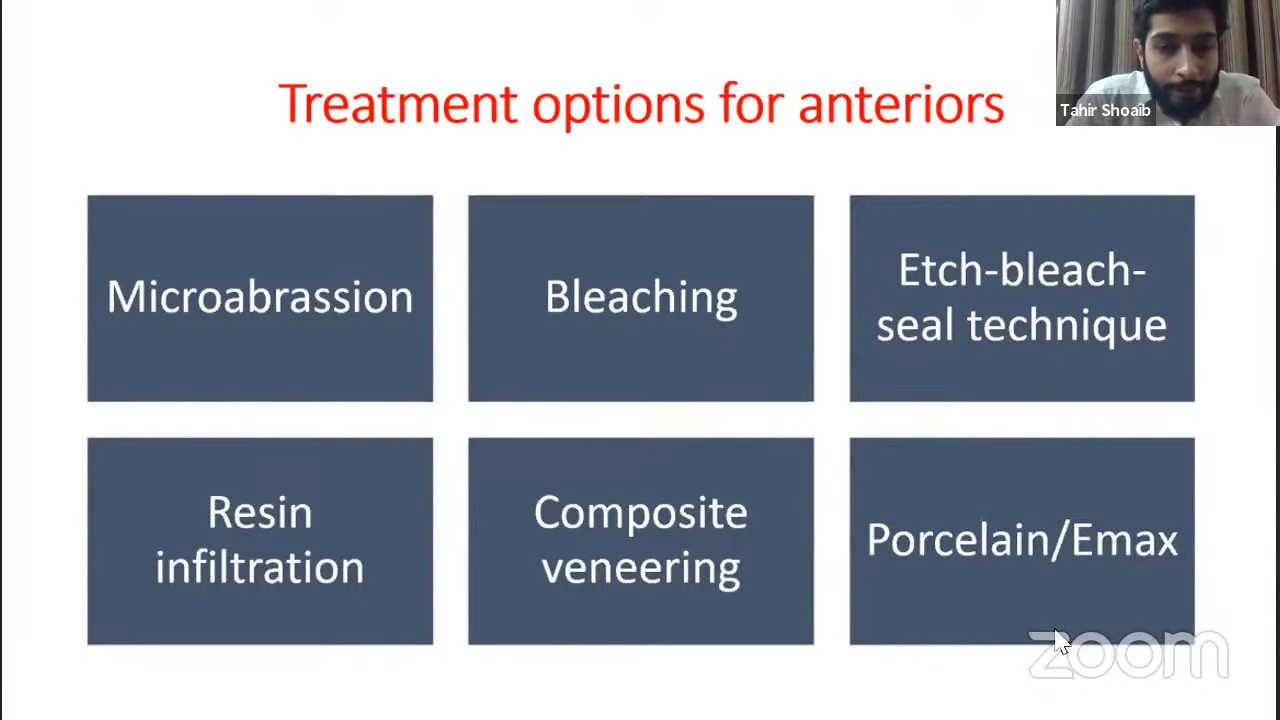 Treatment options for anteriors
Tahir Shoaib
Microabrassion
Bleaching
Etch-bleach-
seal technique
Resin
infiltration
Composite
veneering
Porcelain/Emax
zoom